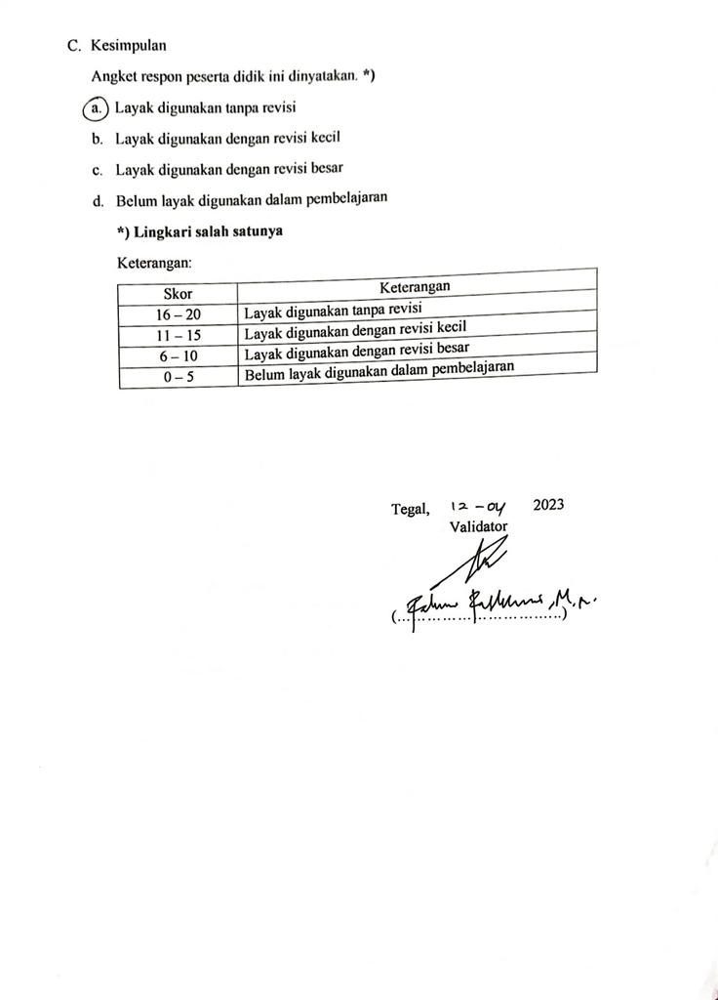 C. Kesimpulan
Angket respon peserta didik ini dinyatakan. *)
a. Layak digunakan tanpa revisi
b. Layak digunakan dengan revisi kecil
c. Layak digunakan dengan revisi besar
d. Belum layak digunakan dalam pembelajaran
*) Lingkari salah satunya
Keterangan:
Skor Keterangan
16 – 20 Layak digunakan tanpa revisi
11 – 15 Layak digunakan dengan revisi kecil
6 – 10 Layak digunakan dengan revisi besar
0 – 5 Belum layak digunakan dalam pembelajaran
Tegal, 12 - 04 2023
Validator